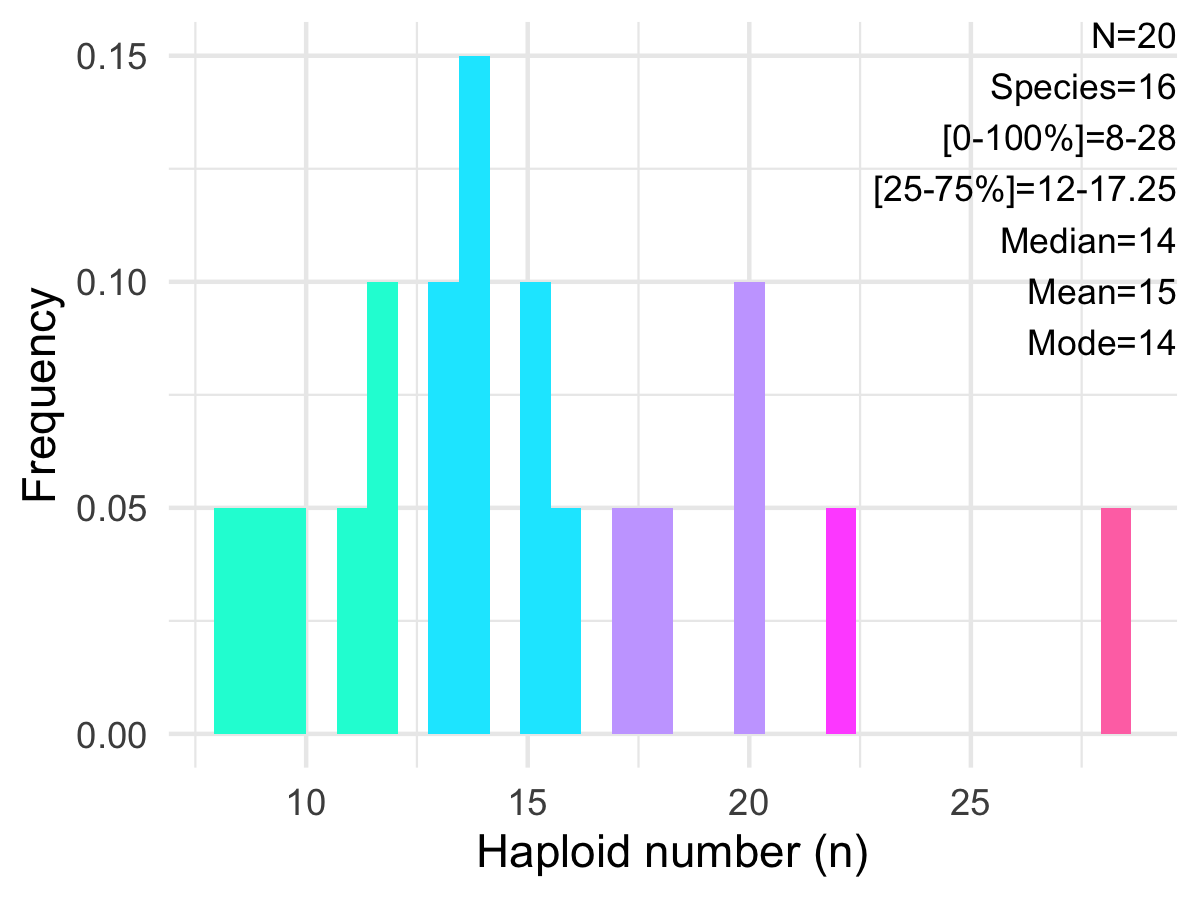 N=20
Species=16
[0-100%]=8-28
[25-75%]=12-17.25
Median=14
Mean=15
Mode=14
0.15
0.10
0.05
0.00
Frequency
10 15 20 25
Haploid number (n)